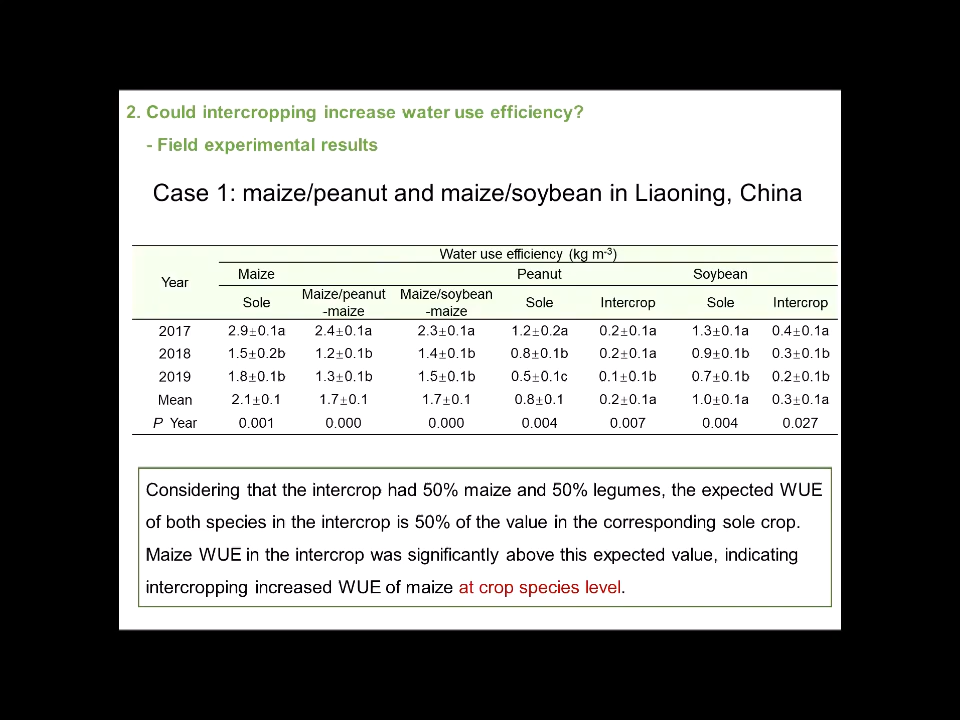 2. Could intercropping increase water use efficiency?
- Field experimental results
Case 1: maize/peanut and maize/soybean in Liaoning, China
Year Water use efficiency (kg m-3)
Maize Peanut Soybean
Sole Maize/peanut -maize Maize/soybean -maize Sole Intercrop Sole Intercrop
2017 2.9±0.1a 2.4±0.1a 2.3±0.1a 1.2±0.2a 0.2±0.1a 1.3±0.1a 0.4±0.1a
2018 1.5±0.2b 1.2±0.1b 1.4±0.1b 0.8±0.1b 0.2±0.1a 0.9±0.1b 0.3±0.1b
2019 1.8±0.1b 1.3±0.1b 1.5±0.1b 0.5±0.1c 0.1±0.1b 0.7±0.1b 0.2±0.1b
Mean 2.1±0.1 1.7±0.1 1.7±0.1 0.8±0.1 0.2±0.1a 1.0±0.1a 0.3±0.1a
P Year 0.001 0.000 0.000 0.004 0.007 0.004 0.027
Considering that the intercrop had 50% maize and 50% legumes, the expected WUE
of both species in the intercrop is 50% of the value in the corresponding sole crop.
Maize WUE in the intercrop was significantly above this expected value, indicating
intercropping increased WUE of maize at crop species level.